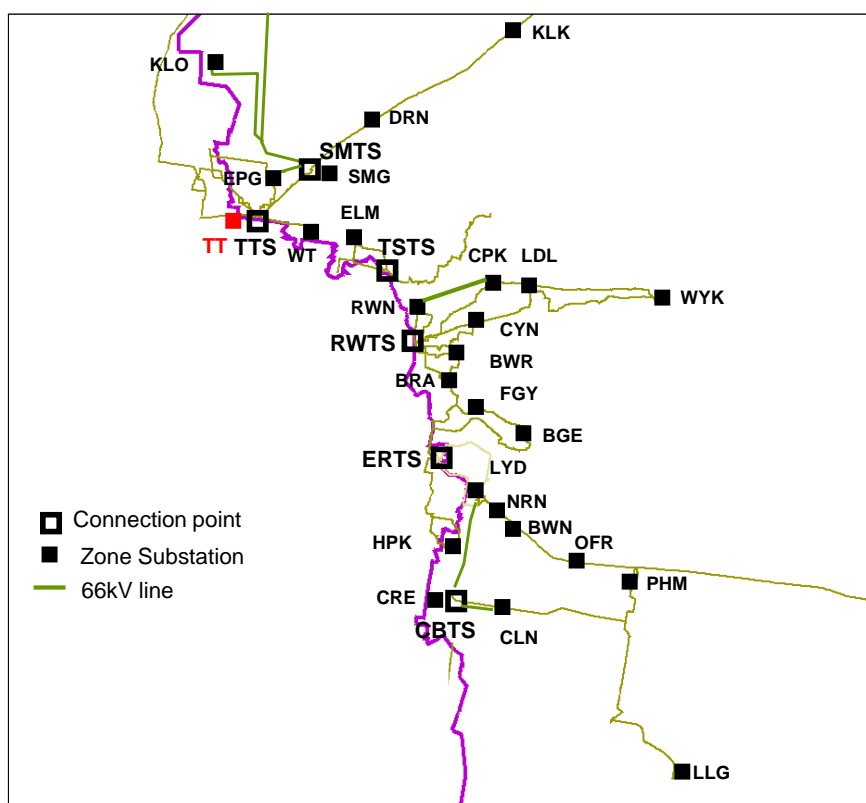 KLK
KLO
DRN
SMTS
EPG
SMG
ELM
TT
TTS
WT
TSTS
CPK
LDL
RWN
WYK
CYN
RWTS
BWR
BRA
FGY
BGE
ERTS
LYD
NRN
Connection point
BWN
HPK
OFR
Zone Substation
PHM
66kV line
CRE
CBTS
CLN
LLG